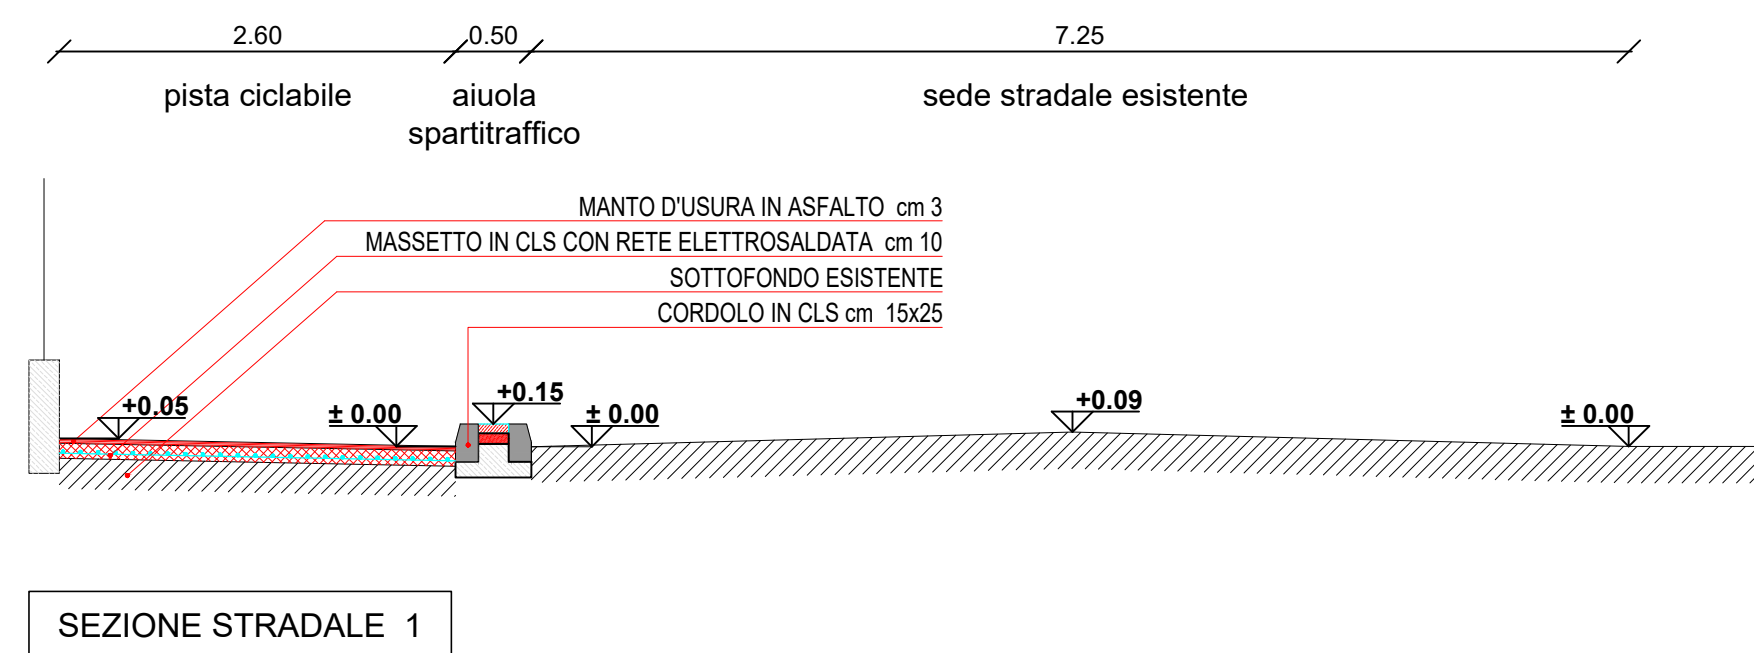 2.60 0.50 7.25
pista ciclabile aiuola sede stradale esistente
spartitraffico
MANTO D'USURA IN ASFALTO cm 3
MASSETTO IN CLS CON RETE ELETTROSALDATA cm 10
SOTTOFONDO ESISTENTE
CORDOLO IN CLS cm 15x25
+0.05 ± 0.00 +0.15 ± 0.00 +0.09 ± 0.00
SEZIONE STRADALE 1